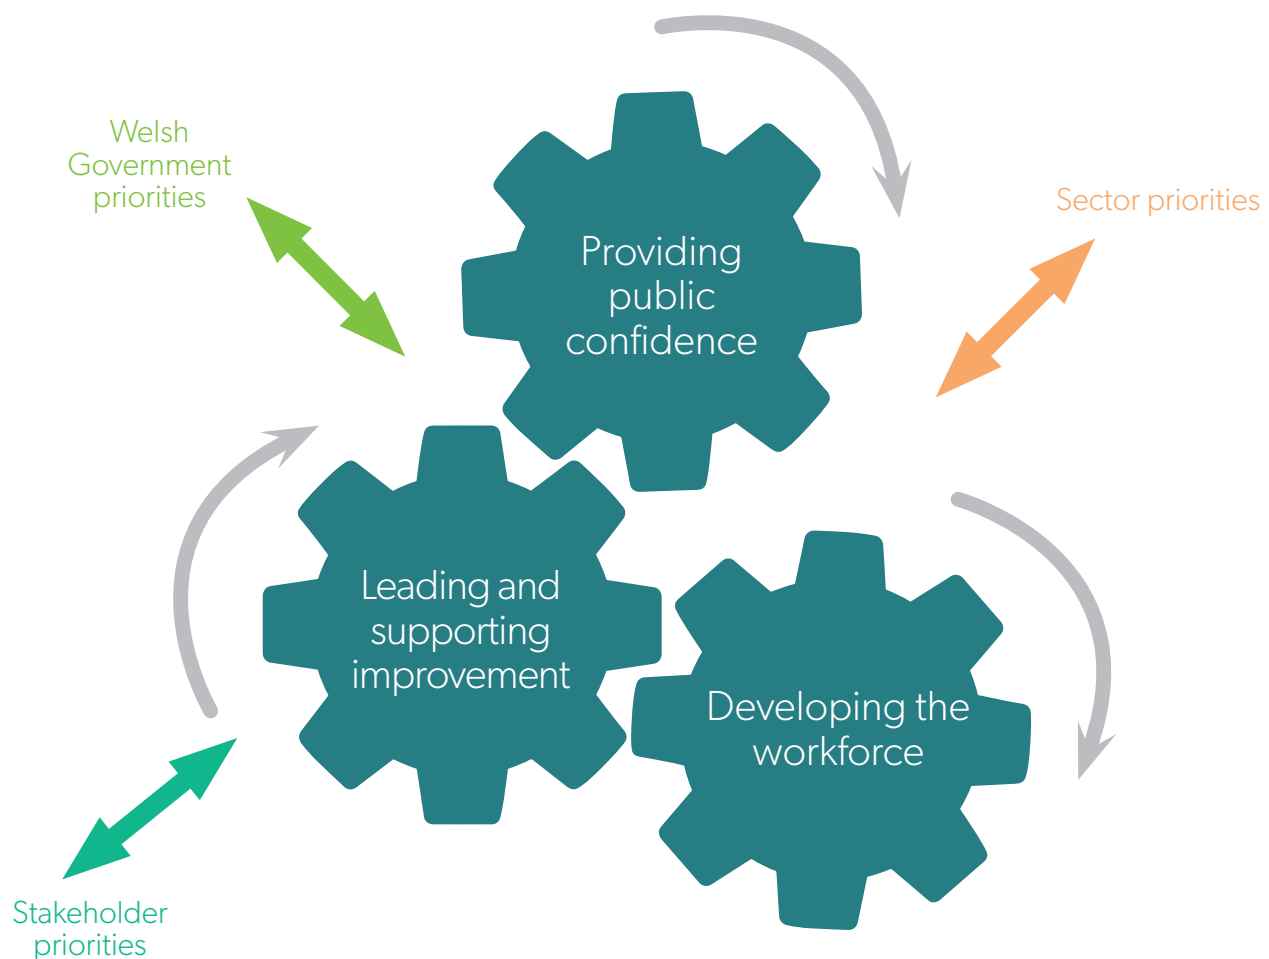 Welsh
Government
priorities
Sector priorities
Providing
public
confidence
Leading and
supporting
improvement
Developing the
workforce
Stakeholder
priorities